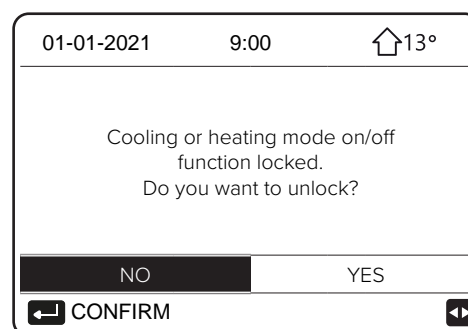 01-01-2021 9:00 13°
Cooling or heating mode on/off
function locked.
Do you want to unlock?
NO YES
CONFIRM